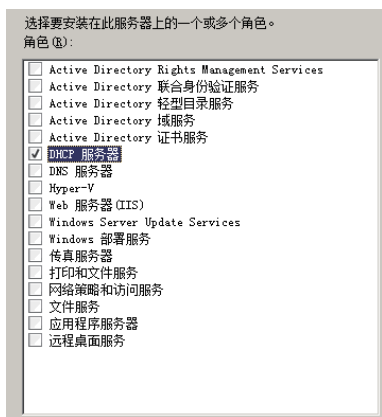 选择要安装在此服务器上的一个或多个角色。
角色(R):
Active Directory Rights Management Services
Active Directory 联合身份验证服务
Active Directory 轻型目录服务
Active Directory 域服务
Active Directory 证书服务
DHCP 服务器
DNS 服务器
Hyper-V
Web 服务器(IIS)
Windows Server Update Services
Windows 部署服务
传真服务器
打印和文件服务
网络策略和访问服务
文件服务
应用程序服务器
远程桌面服务